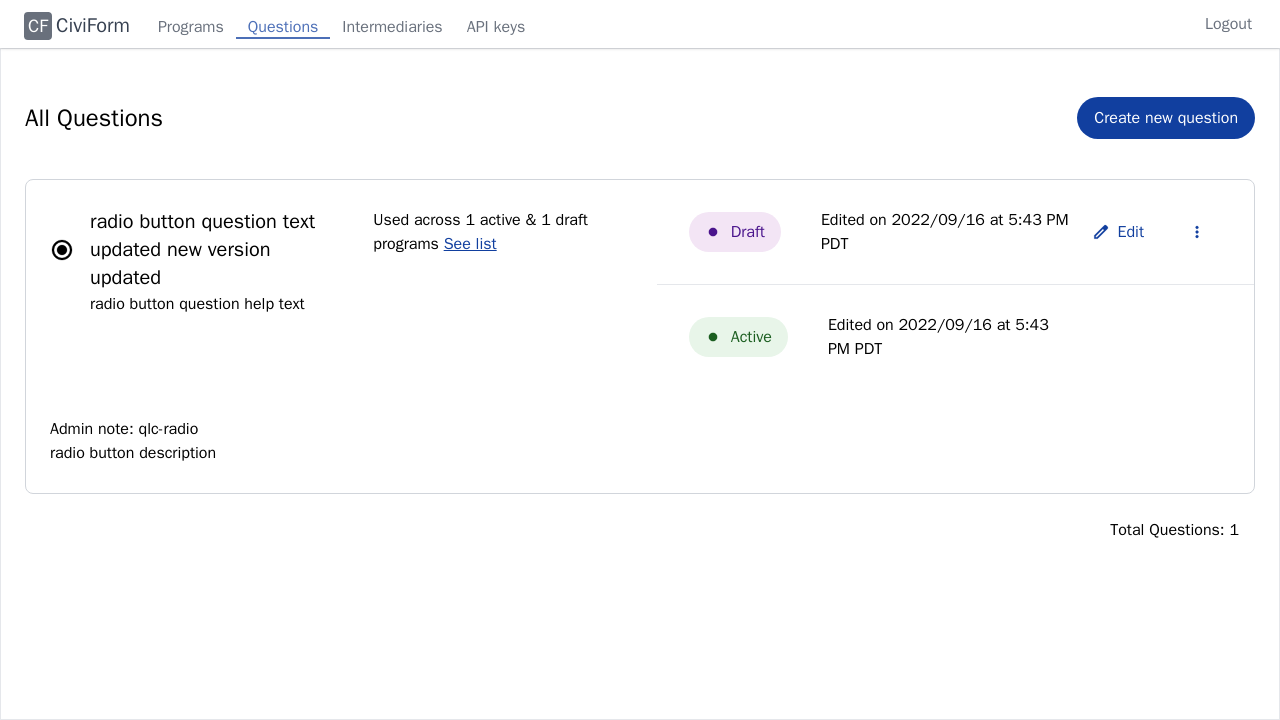 CF CiviForm Programs Questions Intermediaries API keys Logout
All Questions
Create new question
radio button question text
updated new version
updated
radio button question help text
Used across 1 active & 1 draft
programs See list
Draft
Edited on 2022/09/16 at 5:43 PM
PDT
Edit
Active
Edited on 2022/09/16 at 5:43
PM PDT
Admin note: qlc-radio
radio button description
Total Questions: 1